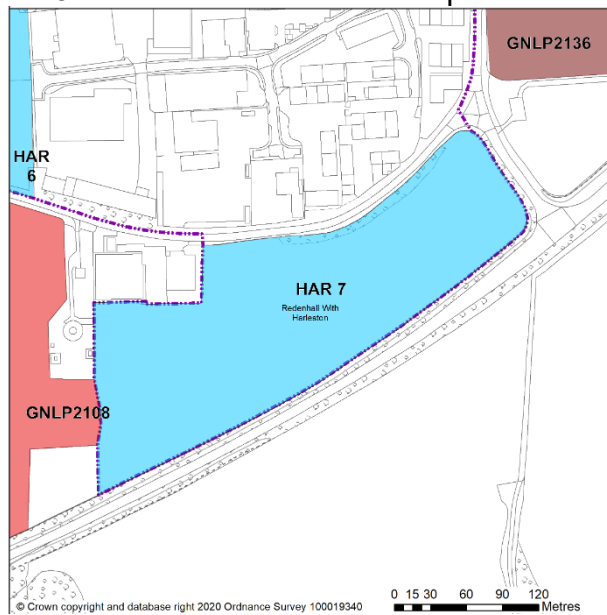 GNLP2136
HAR
6
HAR 7
Redenhall With
Harleston
GNLP2108
© Crown copyright and database right 2020 Ordnance Survey 100019340
0 15 30 60 90 120
Metres